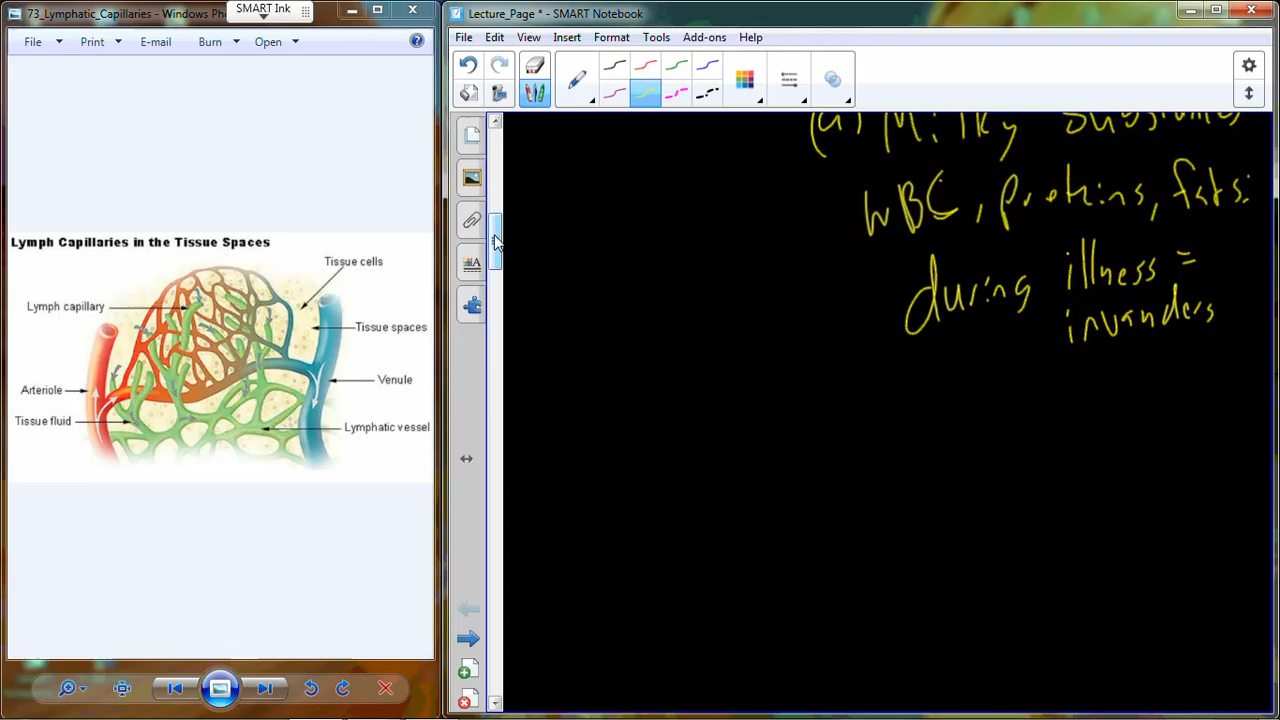 73_Lymphatic_Capillaries - Windows Ph
SMART Ink
File Print E-mail Burn Open
Lymph Capillaries in the Tissue Spaces
Tissue cells
Lymph capillary
Tissue spaces
Arteriole
Venule
Tissue fluid
Lymphatic vessel
Lecture_Page * - SMART Notebook
File Edit View Insert Format Tools Add-ons Help
(a) Milky
WBC, proteins, fats:
during illness =
invanders